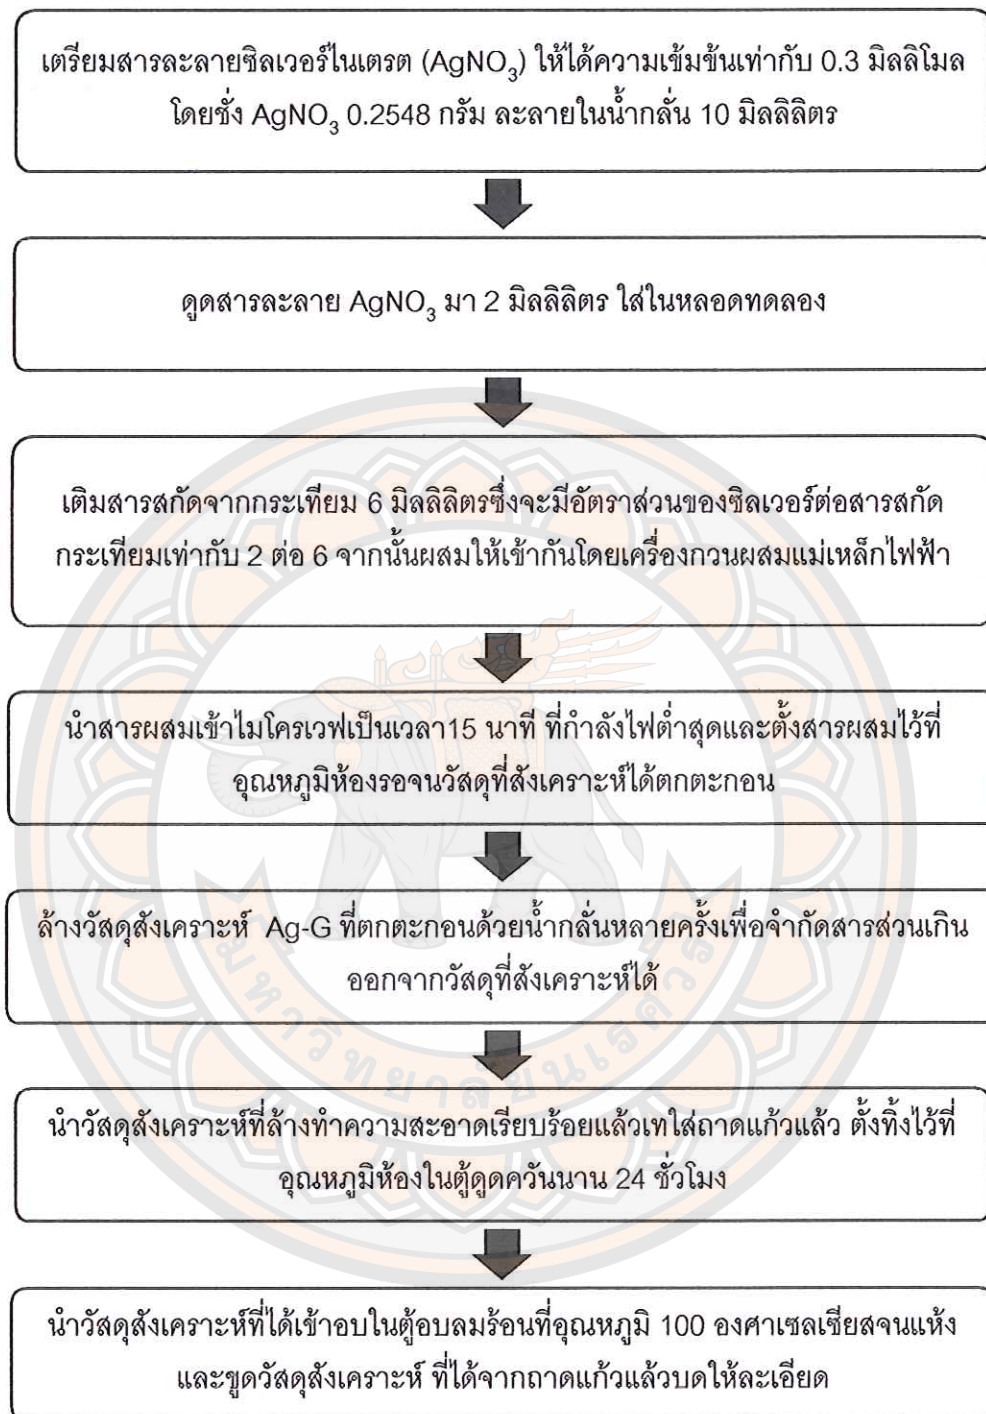 เตรียมสารละลายซิลเวอร์ไนเตรต (AgNO₃) ให้ได้ความเข้มข้นเท่ากับ 0.3 มิลลิโมล
โดยชั่ง AgNO₃ 0.2548 กรัม ละลายในน้ำกลั่น 10 มิลลิลิตร
ดูดสารละลาย AgNO₃ มา 2 มิลลิลิตร ใส่ในหลอดทดลอง
เติมสารสกัดจากกระเทียม 6 มิลลิลิตรซึ่งจะมีอัตราส่วนของซิลเวอร์ต่อสารสกัด
กระเทียมเท่ากับ 2 ต่อ 6 จากนั้นผสมให้เข้ากันโดยเครื่องกวนผสมแม่เหล็กไฟฟ้า
นำสารผสมเข้าไมโครเวฟเป็นเวลา15 นาที ที่กำลังไฟต่ำสุดและตั้งสารผสมไว้ที่
อุณหภูมิห้องรอจนวัสดุที่สังเคราะห์ได้ตกตะกอน
ล้างวัสดุสังเคราะห์ Ag-G ที่ตกตะกอนด้วยน้ำกลั่นหลายครั้งเพื่อจำกัดสารส่วนเกิน
ออกจากวัสดุที่สังเคราะห์ได้
มหาวิทยาลัยนเรศวร
นำวัสดุสังเคราะห์ที่ล้างทำความสะอาดเรียบร้อยแล้วเทใส่ถาดแก้วแล้ว ตั้งทิ้งไว้ที่
อุณหภูมิห้องในตู้ดูดควันนาน 24 ชั่วโมง
นำวัสดุสังเคราะห์ที่ได้เข้าอบในตู้อบลมร้อนที่อุณหภูมิ 100 องศาเซลเซียสจนแห้ง
และขูดวัสดุสังเคราะห์ ที่ได้จากถาดแก้วแล้วบดให้ละเอียด